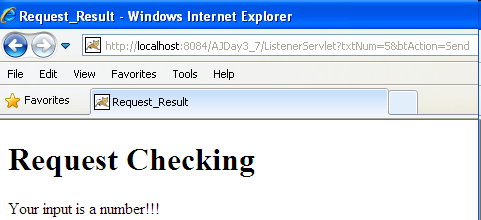 Request_Result - Windows Internet Explorer
http://localhost:8084/AJDay3_7/ListenerServlet?txtNum=5&btAction=Send
File Edit View Favorites Tools Help
Favorites Request_Result
Request Checking
Your input is a number!!!